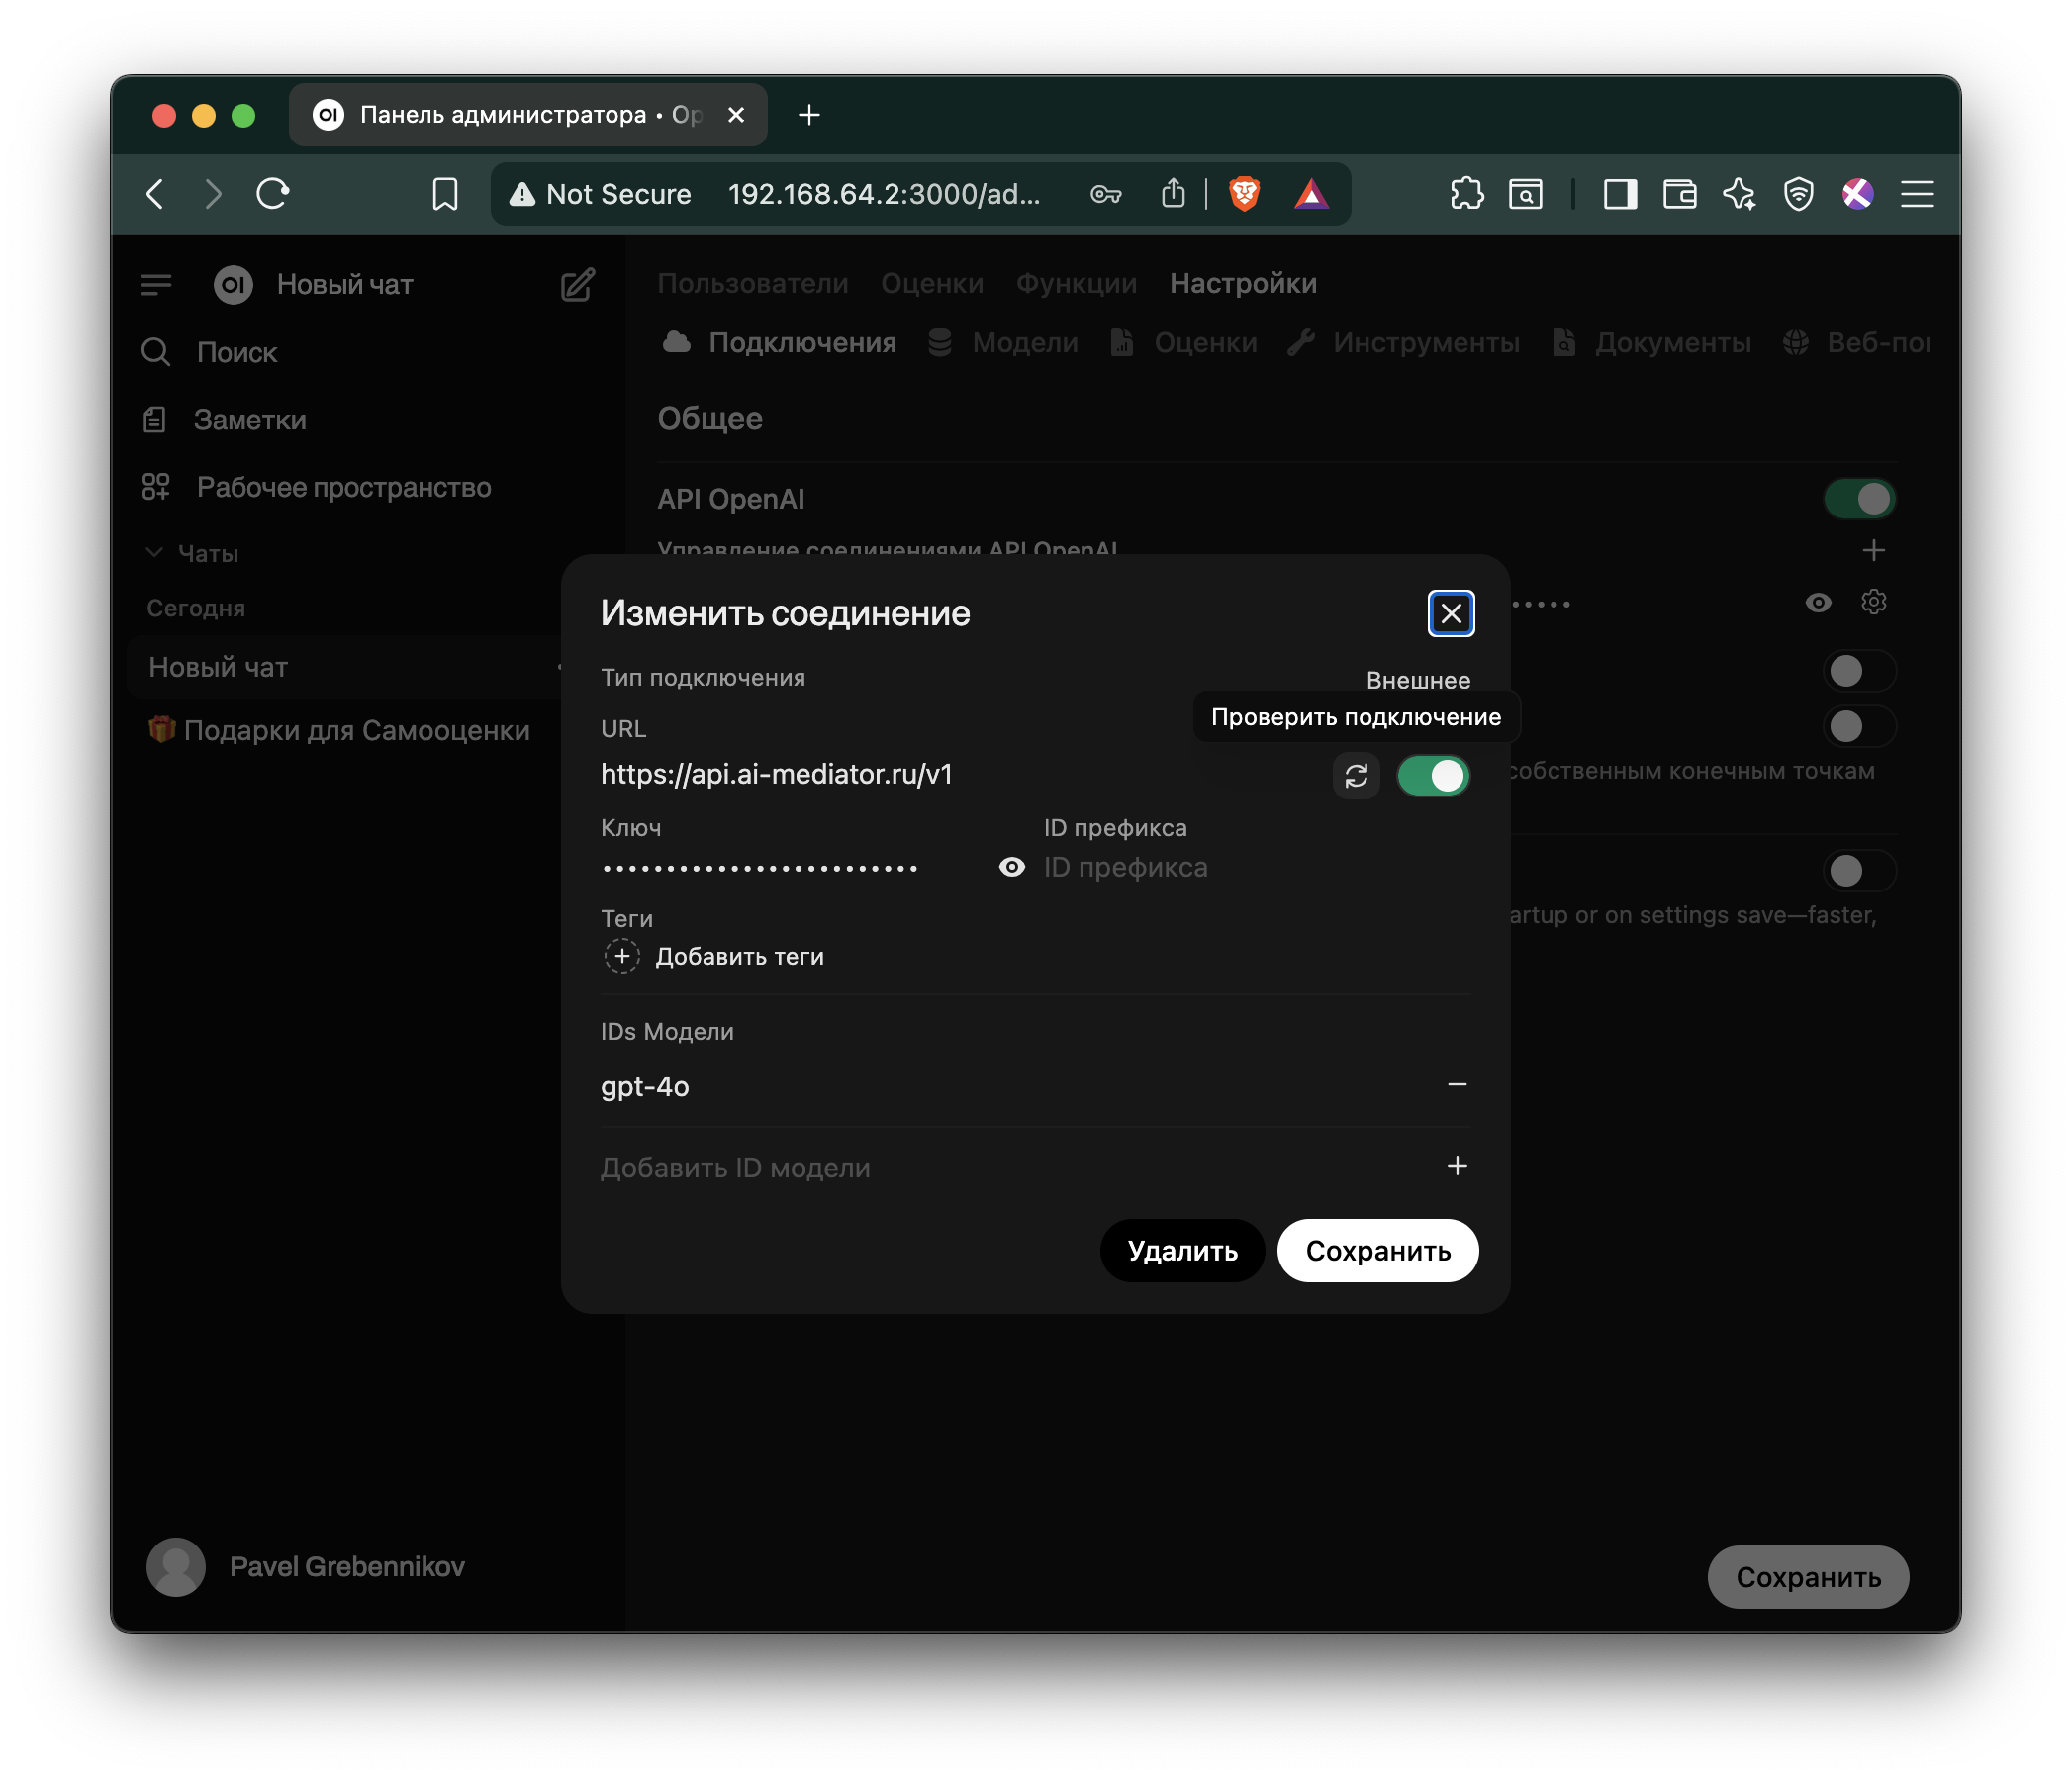 Панель администратора • Op
Not Secure 192.168.64.2:3000/ad...
OI Новый чат
Поиск
Заметки
Рабочее пространство
Чаты
Сегодня
Новый чат
Подарки для Самооценки
Pavel Grebennikov
Пользователи Оценки Функции Настройки
Подключения Модели Оценки Инструменты Документы Веб-по
Общее
API OpenAI
Управление соединениями API OpenAI
собственным конечным точкам
artup or on settings save—faster,
Изменить соединение
Тип подключения Внешнее
Проверить подключение
URL
https://api.ai-mediator.ru/v1
Ключ ID префикса
ID префикса
Теги
Добавить теги
IDs Модели
gpt-4o
Добавить ID модели
Удалить Сохранить
Сохранить